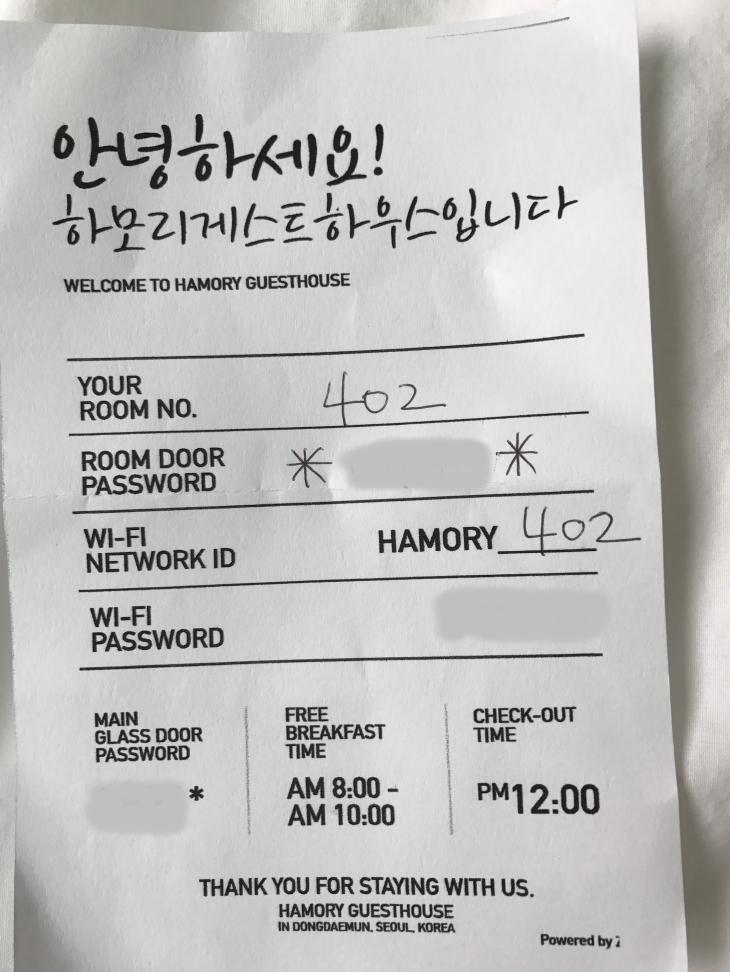 안녕하세요!
하모리게스트하우스입니다
WELCOME TO HAMORY GUESTHOUSE
YOUR
ROOM NO.
402
ROOM DOOR
PASSWORD
* *
WI-FI
NETWORK ID
HAMORY_402
WI-FI
PASSWORD
MAIN
GLASS DOOR
PASSWORD
*
FREE
BREAKFAST
TIME
AM 8:00 -
AM 10:00
CHECK-OUT
TIME
PM12:00
THANK YOU FOR STAYING WITH US.
HAMORY GUESTHOUSE
IN DONGDAEMUN, SEOUL, KOREA
Powered by